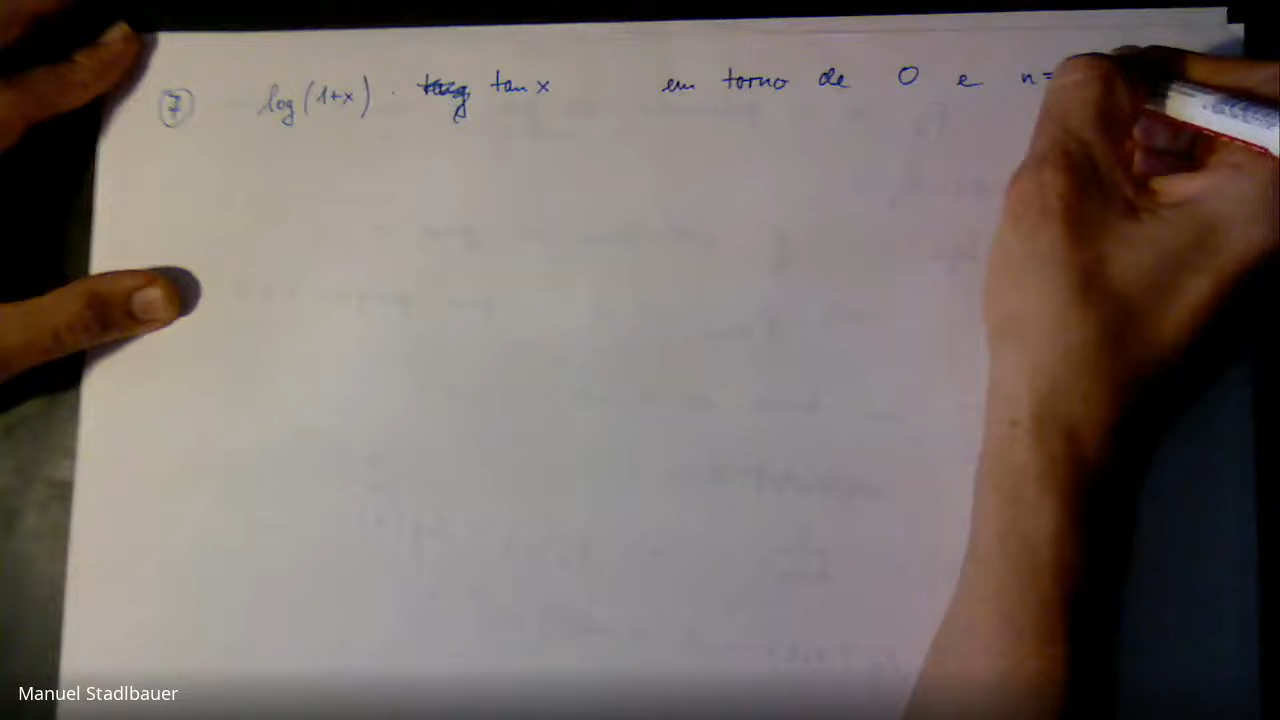 7 log(1+x) · tan x em torno de 0 e n=
Manuel Stadlbauer